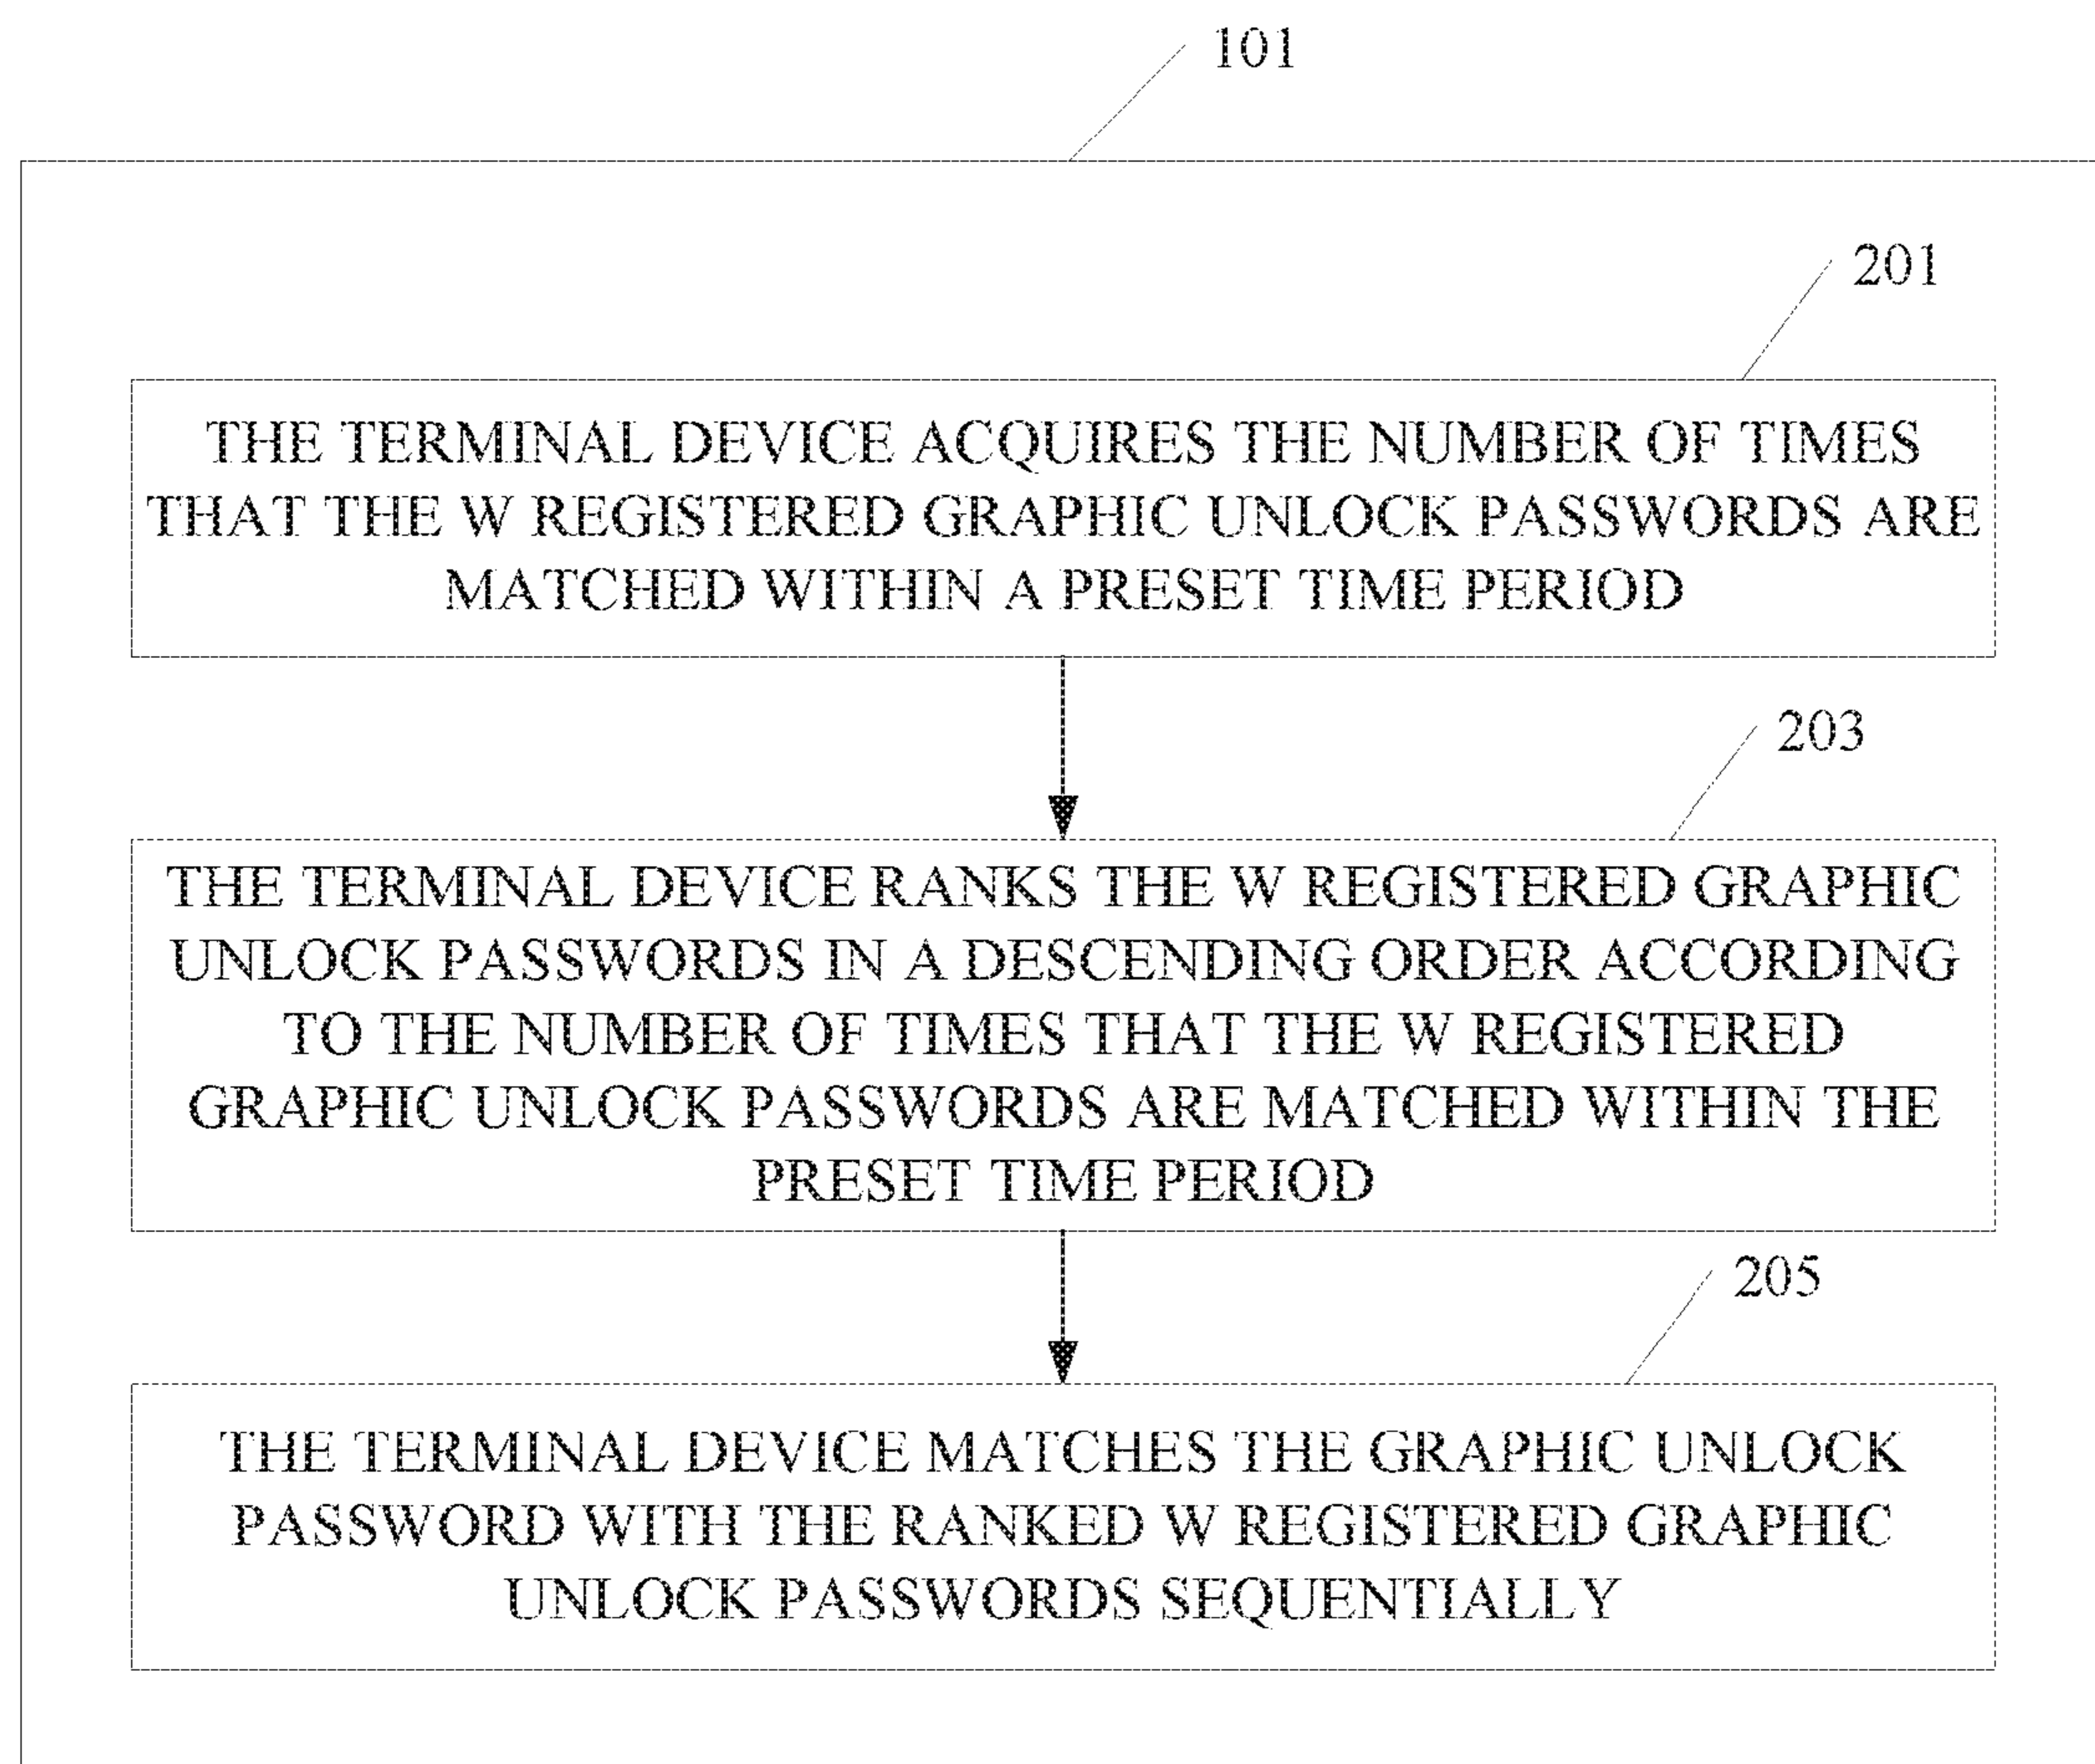 101
201
THE TERMINAL DEVICE ACQUIRES THE NUMBER OF TIMES
THAT THE W REGISTERED GRAPHIC UNLOCK PASSWORDS ARE
MATCHED WITHIN A PRESET TIME PERIOD
203
THE TERMINAL DEVICE RANKS THE W REGISTERED GRAPHIC
UNLOCK PASSWORDS IN A DESCENDING ORDER ACCORDING
TO THE NUMBER OF TIMES THAT THE W REGISTERED
GRAPHIC UNLOCK PASSWORDS ARE MATCHED WITHIN THE
PRESET TIME PERIOD
205
THE TERMINAL DEVICE MATCHES THE GRAPHIC UNLOCK
PASSWORD WITH THE RANKED W REGISTERED GRAPHIC
UNLOCK PASSWORDS SEQUENTIALLY